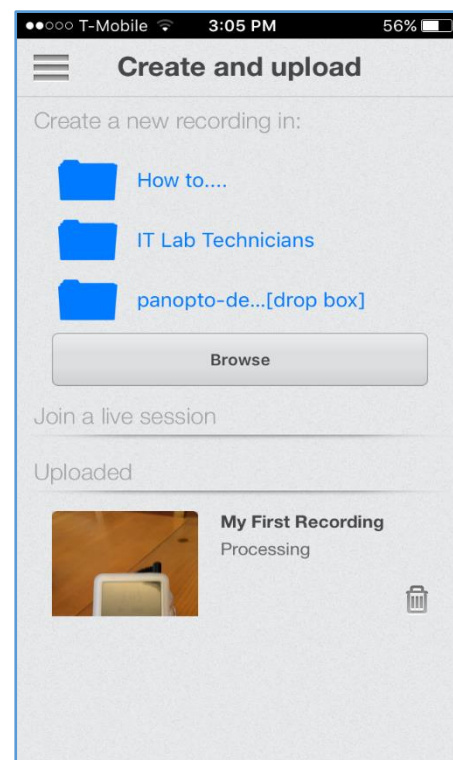 T-Mobile 3:05 PM 56%
Create and upload
Create a new recording in:
How to....
IT Lab Technicians
panopto-de...[drop box]
Browse
Join a live session
Uploaded
My First Recording
Processing